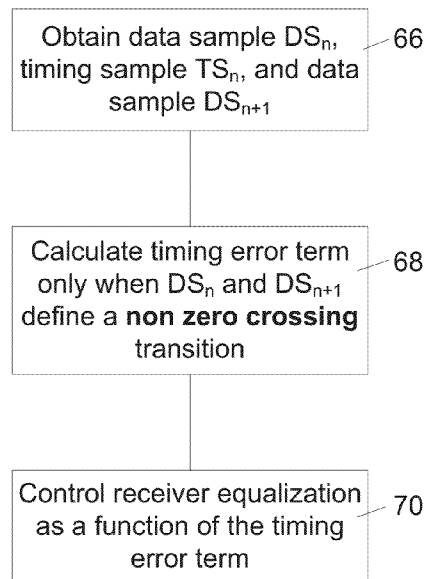 Obtain data sample DSn,
timing sample TSn, and data
sample DSn+1
66
Calculate timing error term
only when DSn and DSn+1
define a non zero crossing
transition
68
Control receiver equalization
as a function of the timing
error term
70